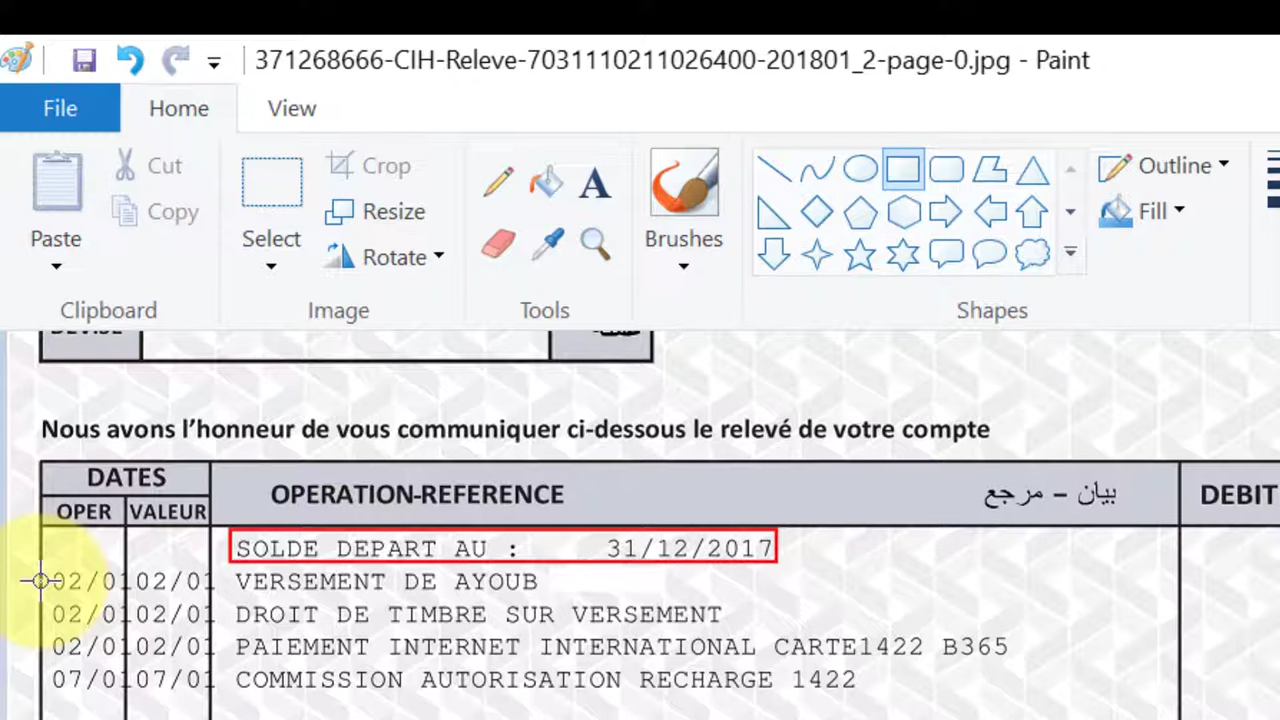 371268666-CIH-Releve-7031110211026400-201801_2-page-0.jpg - Paint
File Home View
Cut
Copy
Paste
Clipboard
Crop
Resize
Rotate
Select
Image
Tools
Brushes
Shapes
Outline
Fill
DEVISE
Nous avons l’honneur de vous communiquer ci-dessous le relevé de votre compte
DATES
OPER VALEUR
OPERATION-REFERENCE بيان – مرجع DEBIT
SOLDE DEPART AU : 31/12/2017
02/01 02/01 VERSEMENT DE AYOUB
02/01 02/01 DROIT DE TIMBRE SUR VERSEMENT
02/01 02/01 PAIEMENT INTERNET INTERNATIONAL CARTE1422 B365
07/01 07/01 COMMISSION AUTORISATION RECHARGE 1422